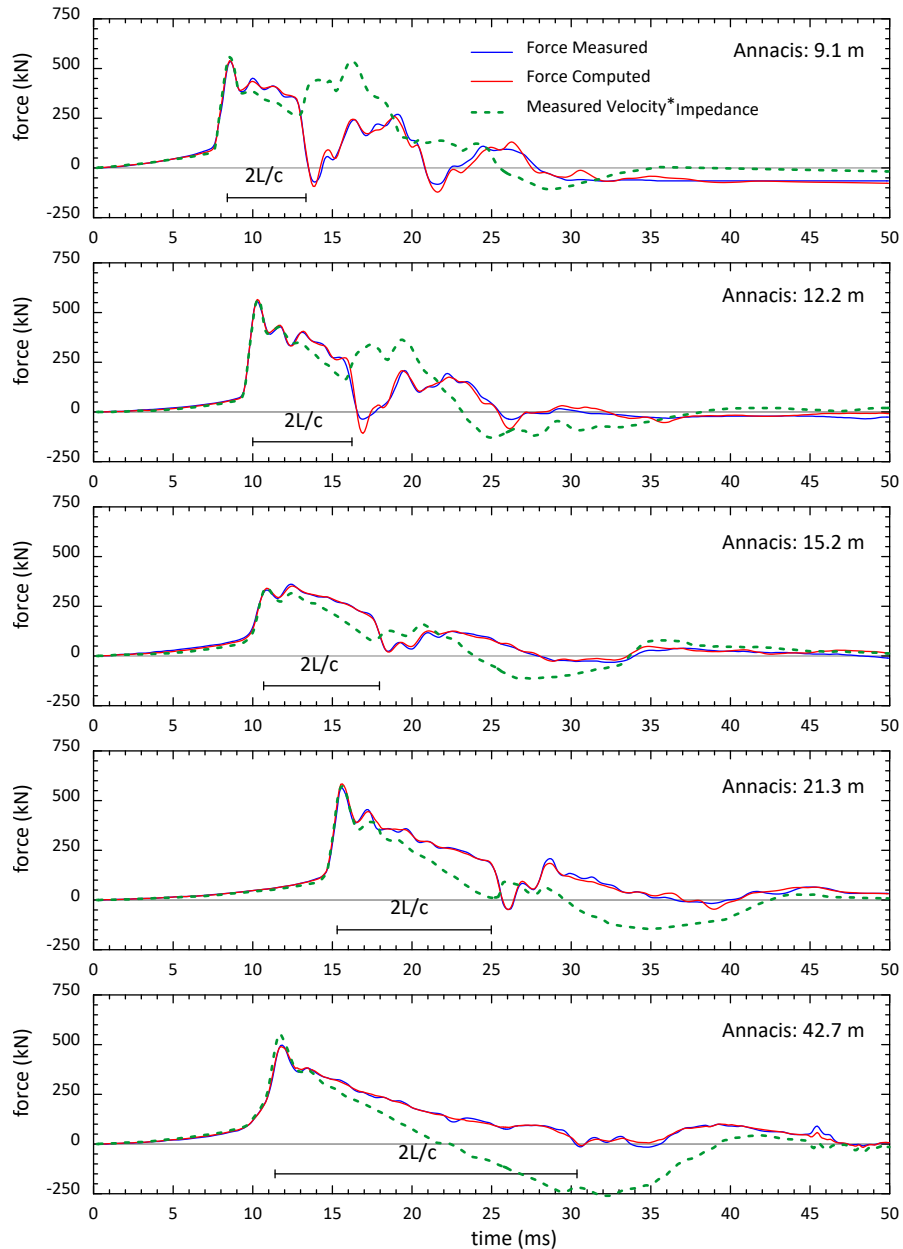 750
500
250
0
-250
force (kN)
Force Measured
Force Computed
Measured Velocity*Impedance
Annacis: 9.1 m
2L/c
0 5 10 15 20 25 30 35 40 45 50
750
500
250
0
-250
force (kN)
Annacis: 12.2 m
2L/c
0 5 10 15 20 25 30 35 40 45 50
750
500
250
0
-250
force (kN)
Annacis: 15.2 m
2L/c
0 5 10 15 20 25 30 35 40 45 50
750
500
250
0
-250
force (kN)
Annacis: 21.3 m
2L/c
0 5 10 15 20 25 30 35 40 45 50
750
500
250
0
-250
force (kN)
Annacis: 42.7 m
2L/c
0 5 10 15 20 25 30 35 40 45 50
time (ms)